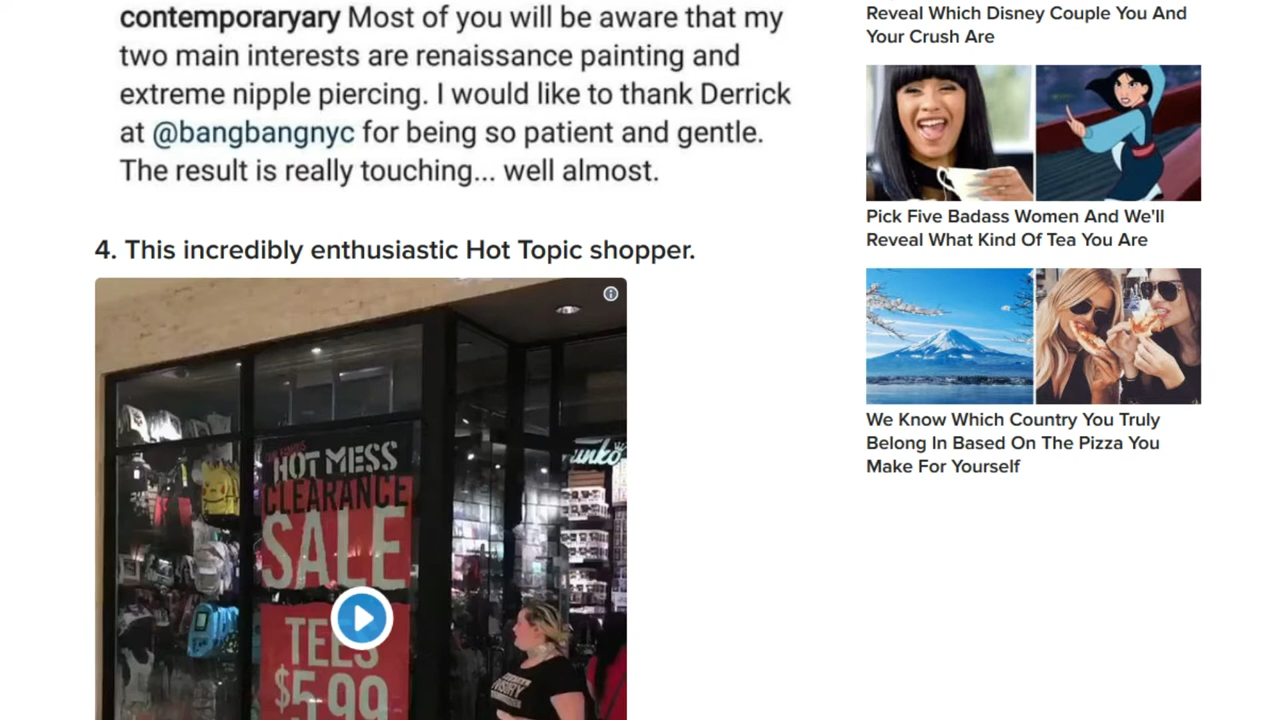 contemporaryary Most of you will be aware that my
two main interests are renaissance painting and
extreme nipple piercing. I would like to thank Derrick
at @bangbangnyc for being so patient and gentle.
The result is really touching... well almost.
4. This incredibly enthusiastic Hot Topic shopper.
HOT MESS
CLEARANCE
SALE
TEES
$5.99
Funko
Reveal Which Disney Couple You And
Your Crush Are
Pick Five Badass Women And We'll
Reveal What Kind Of Tea You Are
We Know Which Country You Truly
Belong In Based On The Pizza You
Make For Yourself